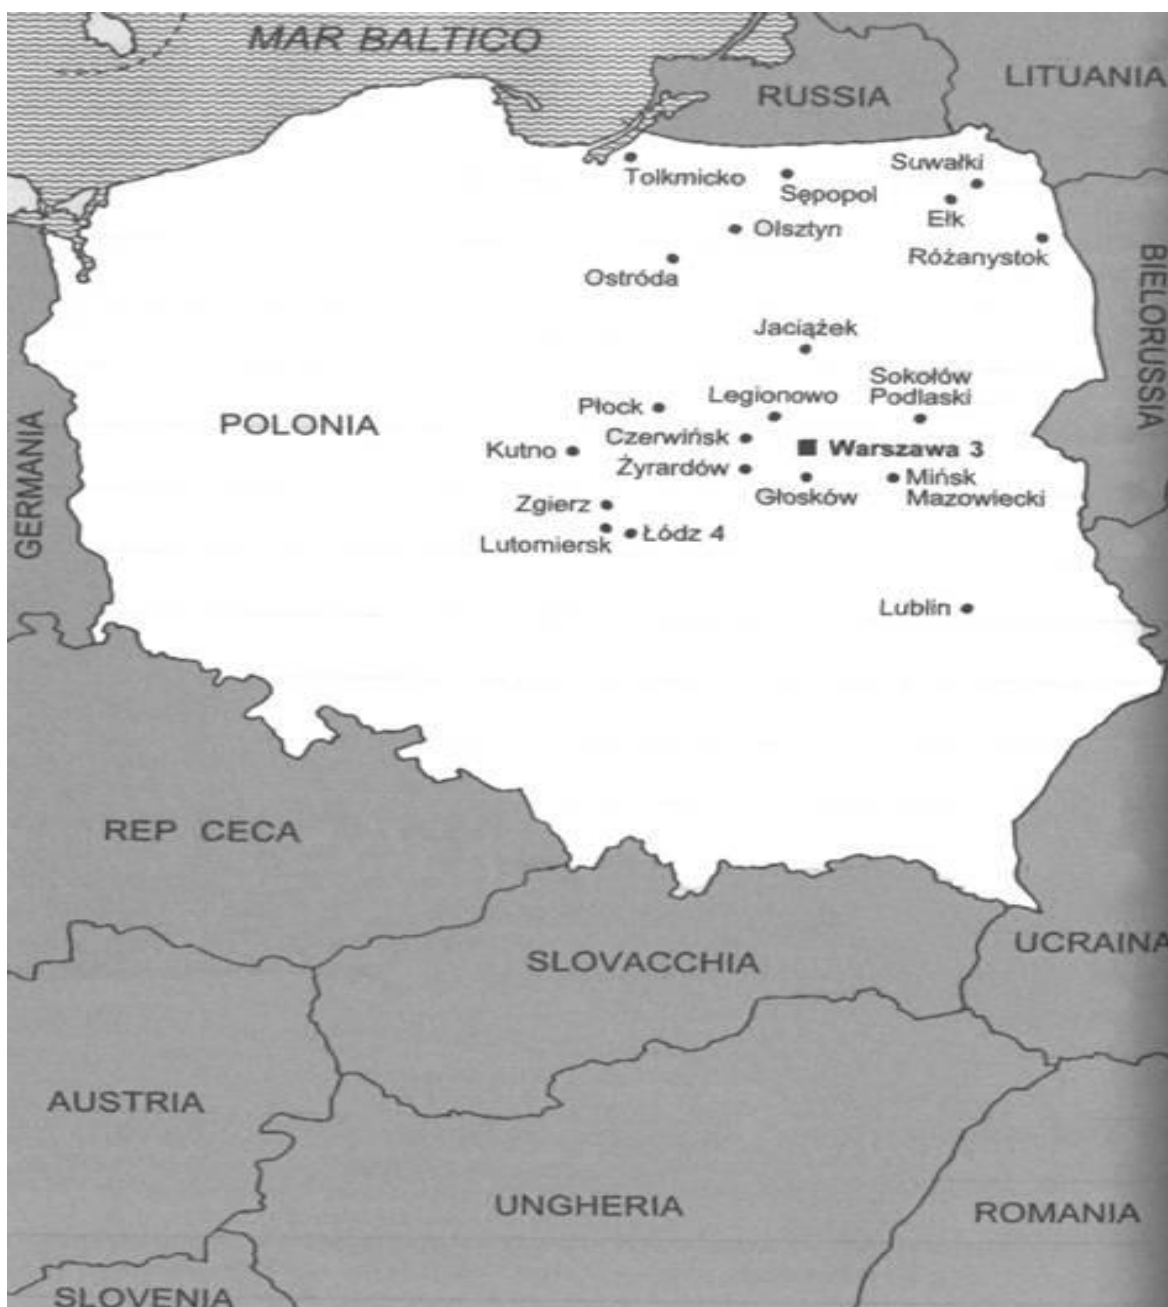 MAR BALTICO
RUSSIA
LITUANIA
Tolkmicko
Sępopol
Suwałki
Ełk
Olsztyn
Różanystok
Ostróda
BIELORUSSIA
Jaciążek
Legionowo
Sokołów
Podlaski
Płock
POLONIA
Czerwińsk
Kutno
Warszawa 3
Żyrardów
Głosków
Mińsk
Mazowiecki
GERMANIA
Zgierz
Łódz 4
Lutomiersk
Lublin
REP CECA
SLOVACCHIA
UCRAINA
AUSTRIA
UNGHERIA
ROMANIA
SLOVENIA